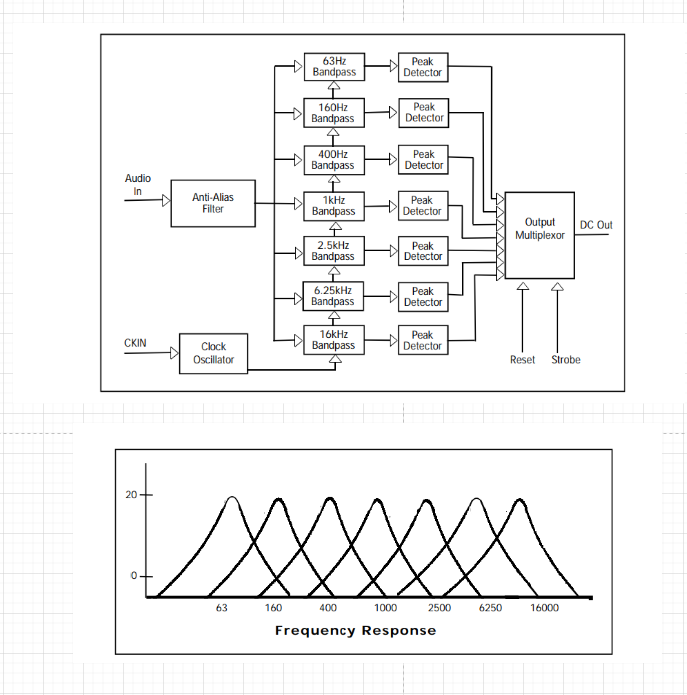 63Hz
Bandpass
Peak
Detector
160Hz
Bandpass
Peak
Detector
400Hz
Bandpass
Peak
Detector
Audio
In
Anti-Alias
Filter
1kHz
Bandpass
Peak
Detector
Output
Multiplexor
DC Out
2.5kHz
Bandpass
Peak
Detector
6.25kHz
Bandpass
Peak
Detector
CKIN
Clock
Oscillator
16kHz
Bandpass
Peak
Detector
Reset
Strobe
20
0
63 160 400 1000 2500 6250 16000
Frequency Response